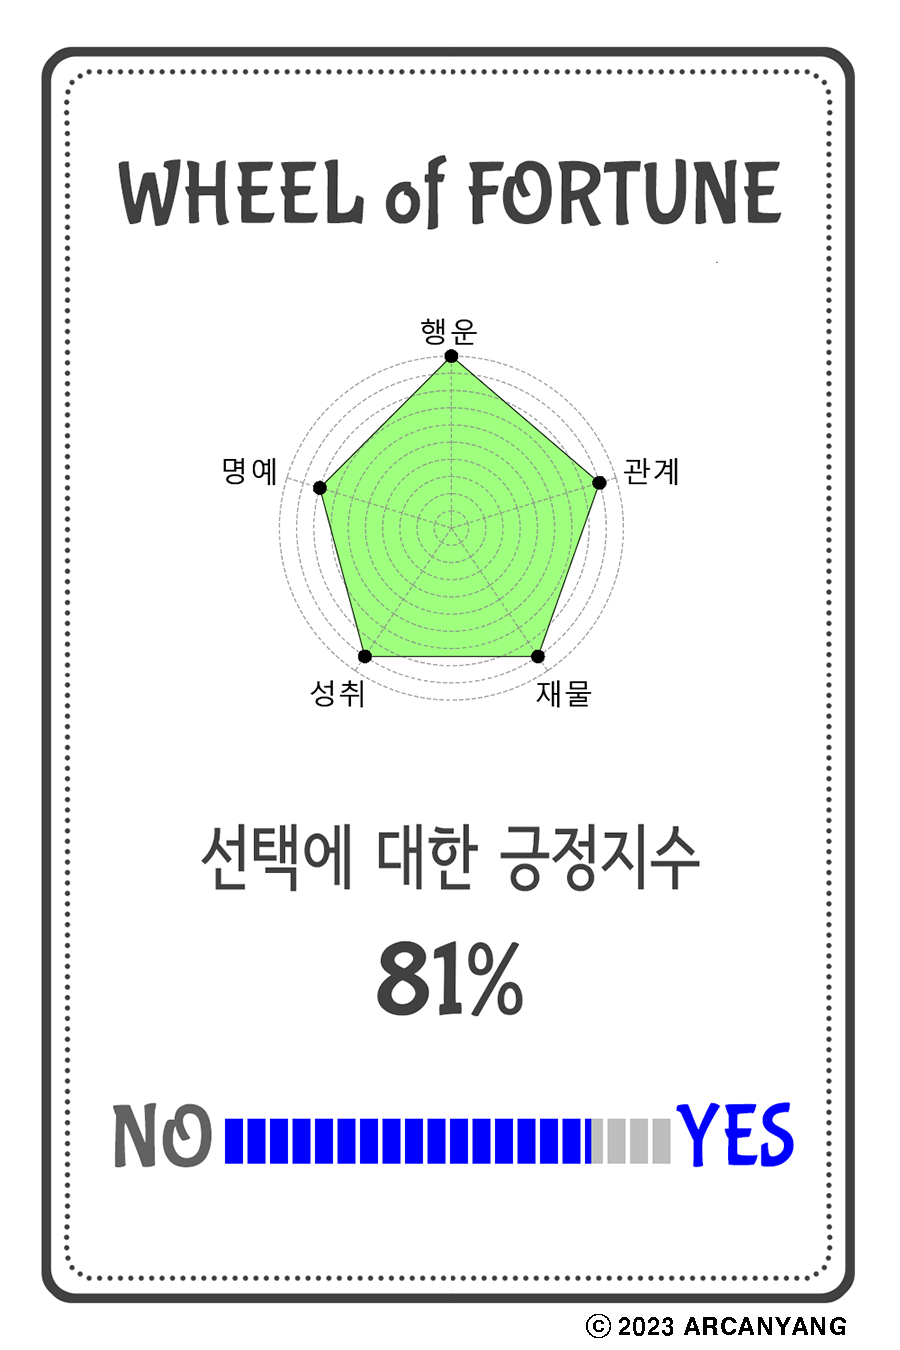 WHEEL of FORTUNE
행운
명예
관계
성취
재물
선택에 대한 긍정지수
81%
NO
YES
© 2023 ARCANYANG